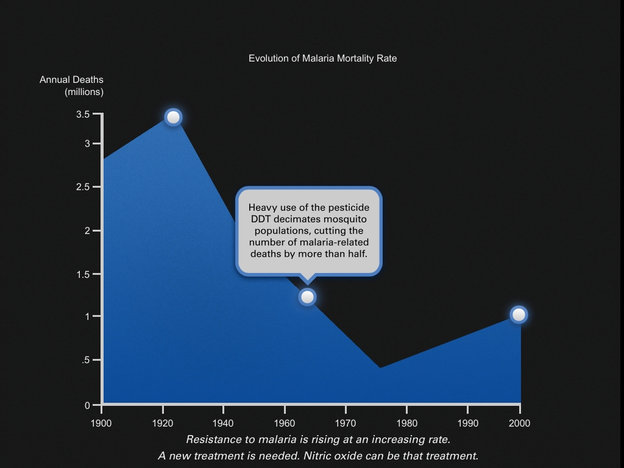 Evolution of Malaria Mortality Rate
Annual Deaths
(millions)
3.5
3
2.5
2
1.5
1
.5
0
Heavy use of the pesticide
DDT decimates mosquito
populations, cutting the
number of malaria-related
deaths by more than half.
1900 1920 1940 1960 1970 1980 1990 2000
Resistance to malaria is rising at an increasing rate.
A new treatment is needed. Nitric oxide can be that treatment.